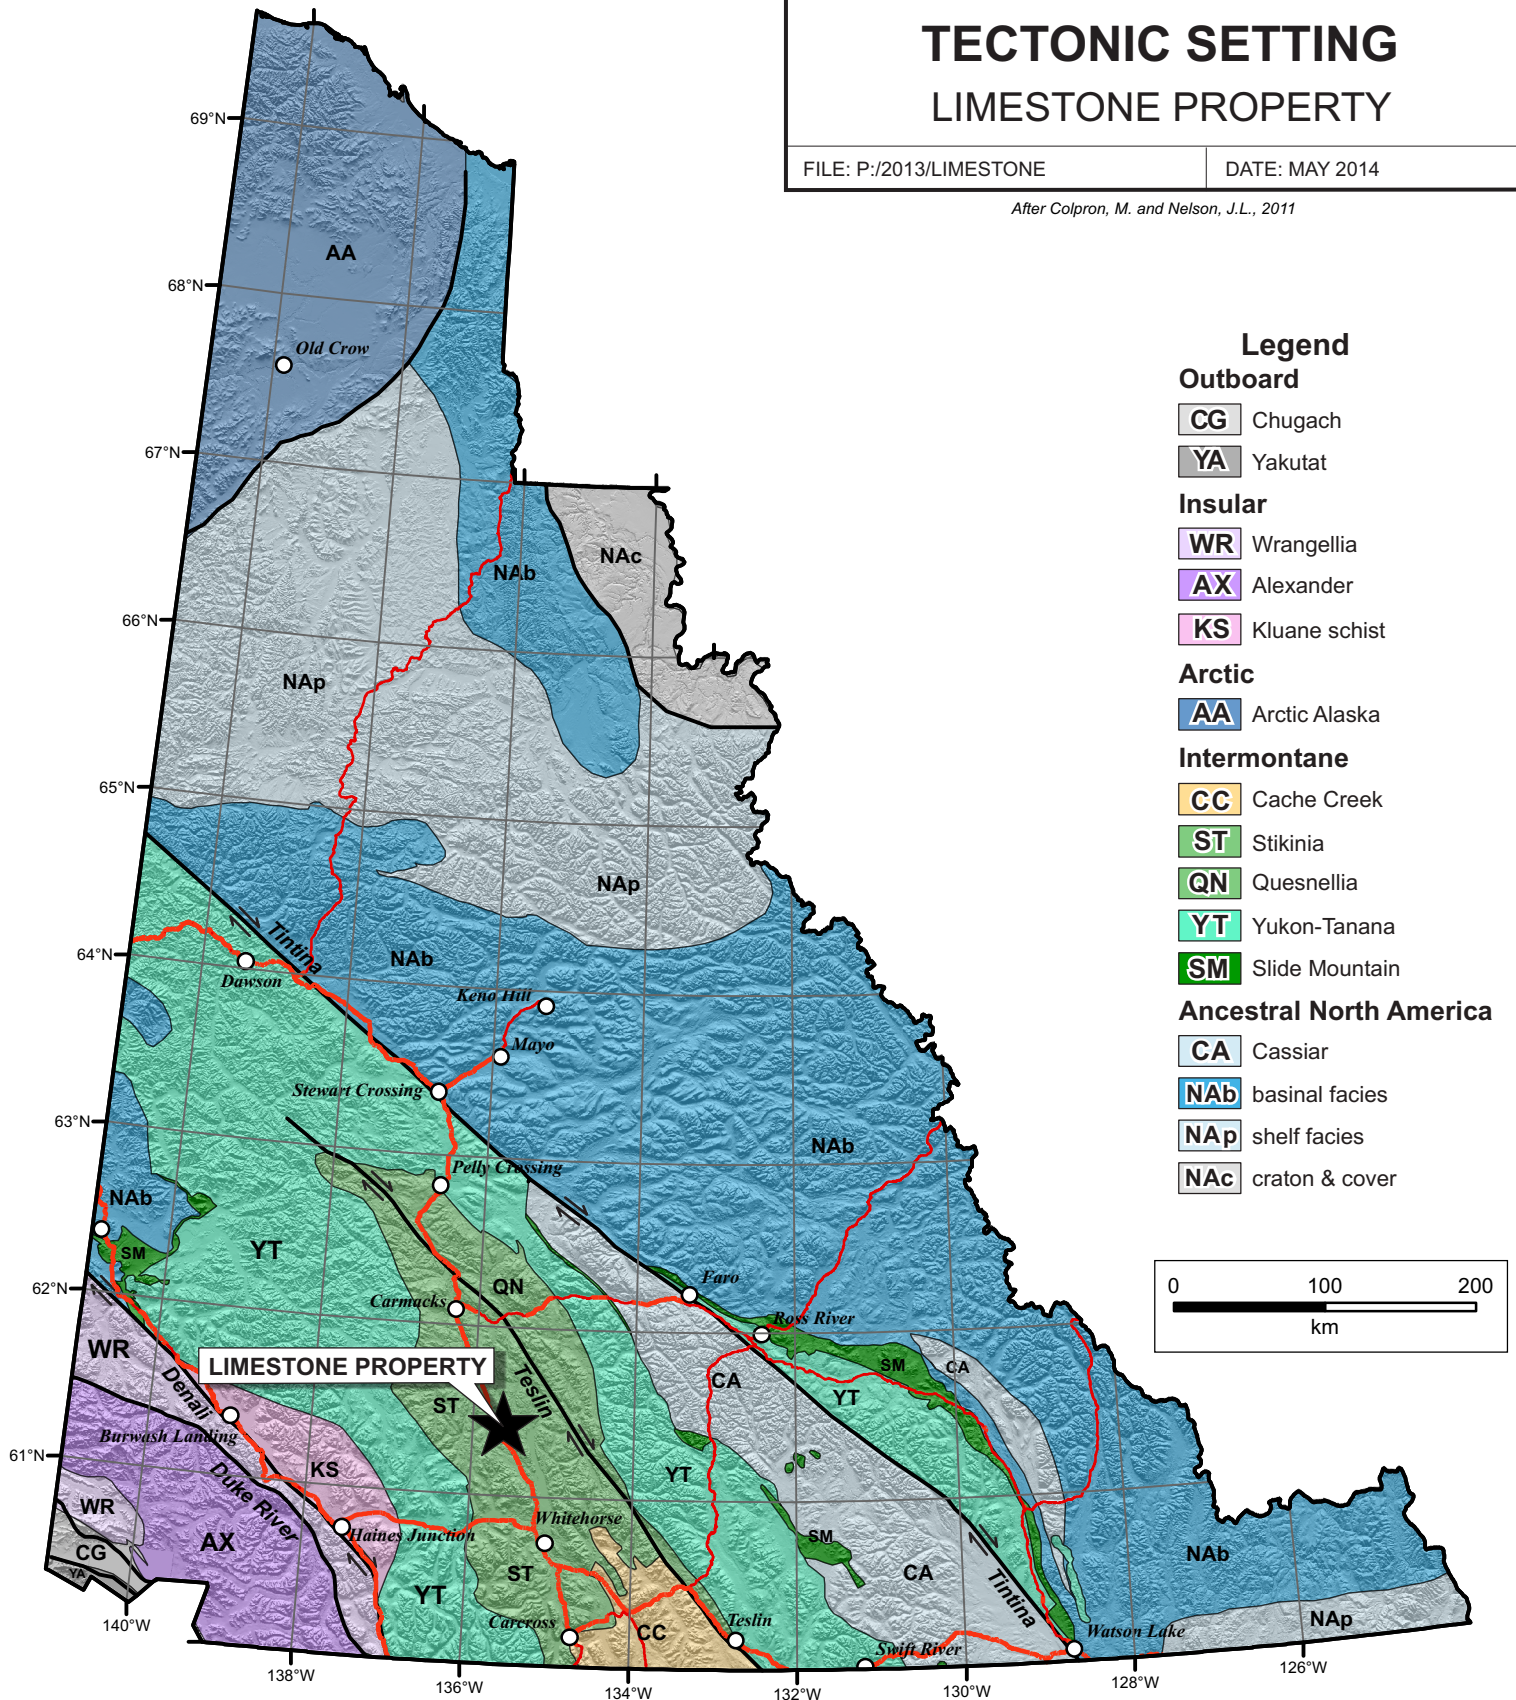 TECTONIC SETTING
LIMESTONE PROPERTY
FILE: P:/2013/LIMESTONE
DATE: MAY 2014
After Colpron, M. and Nelson, J.L., 2011
69°N
AA
68°N
Old Crow
67°N
NAc
NAb
66°N
NAp
65°N
NAp
Tintina
64°N
NAb
Dawson
Keno Hill
Mayo
Stewart Crossing
63°N
NAb
Pelly Crossing
NAb
SM
YT
62°N
QN
Faro
Carmacks
Ross River
WR
LIMESTONE PROPERTY
SM
CA
Denali
Teslin
CA
YT
ST
Burwash Landing
61°N
KS
YT
Duke River
WR
Whitehorse
Haines Junction
SM
AX
CG
YA
ST
CA
NAb
YT
Tintina
Carcross
CC
Teslin
Swift River
Watson Lake
NAp
140°W
138°W
136°W
134°W
132°W
130°W
128°W
126°W
Legend
Outboard
CG Chugach
YA Yakutat
Insular
WR Wrangellia
AX Alexander
KS Kluane schist
Arctic
AA Arctic Alaska
Intermontane
CC Cache Creek
ST Stikinia
QN Quesnellia
YT Yukon-Tanana
SM Slide Mountain
Ancestral North America
CA Cassiar
NAb basinal facies
NAp shelf facies
NAc craton & cover
0 100 200
km